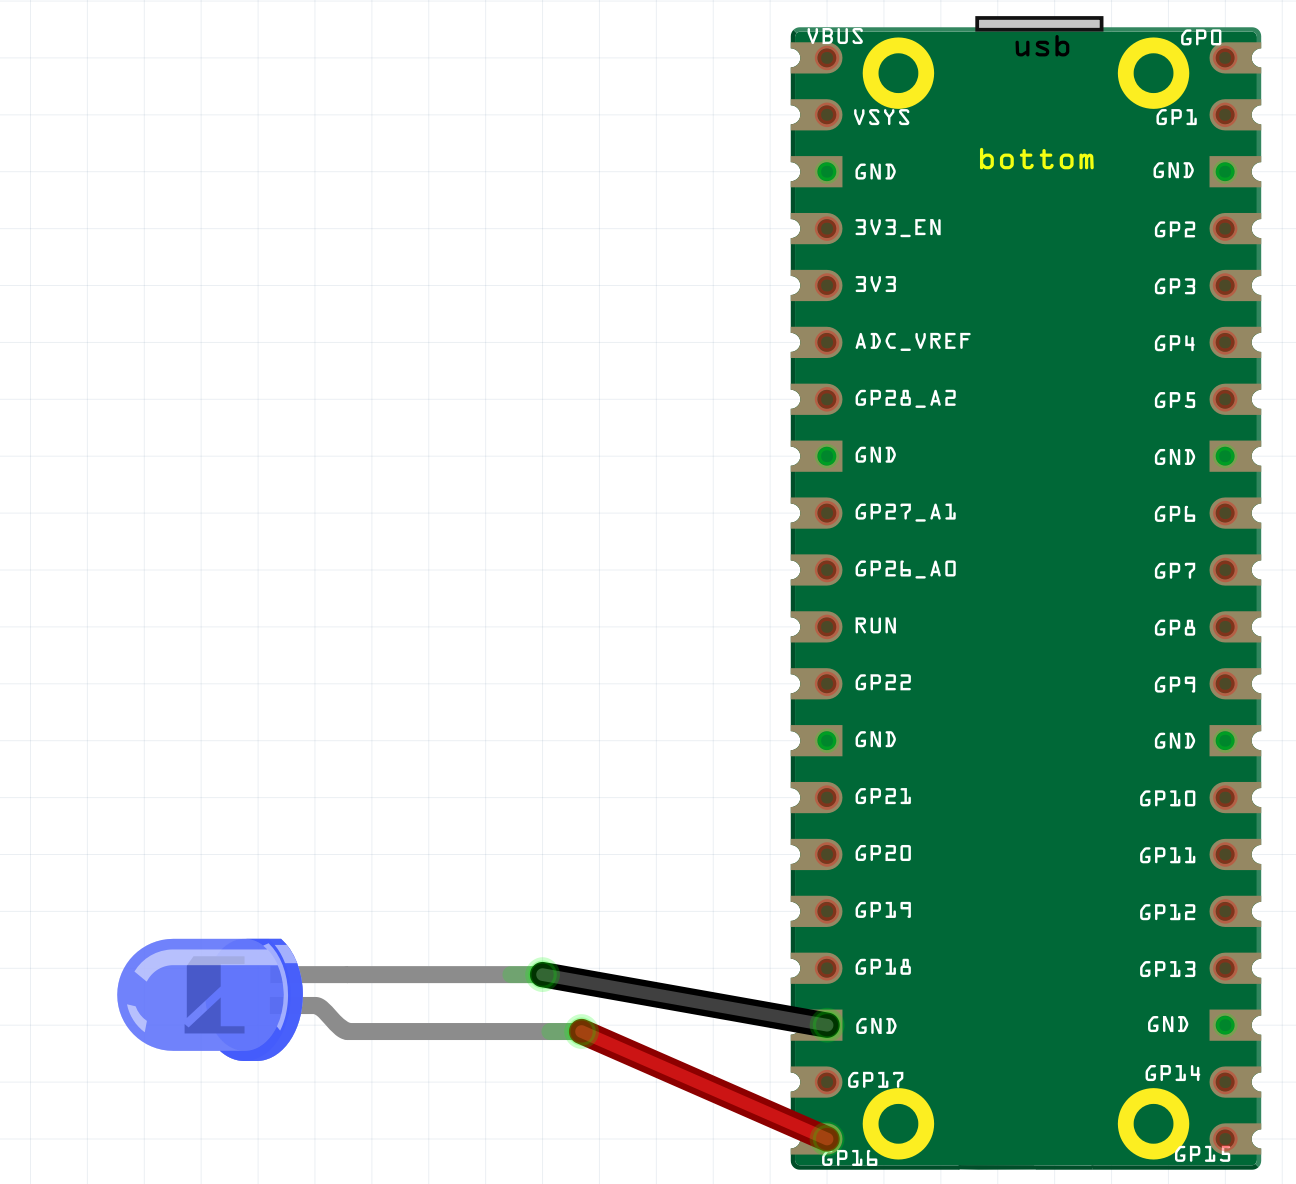 usb
VBUS GP0
VSYS GP1
bottom
GND GND
3V3_EN GP2
3V3 GP3
ADC_VREF GP4
GP28_A2 GP5
GND GND
GP27_A1 GP6
GP26_A0 GP7
RUN GP8
GP22 GP9
GND GND
GP21 GP10
GP20 GP11
GP19 GP12
GP18 GP13
GND GND
GP17 GP14
GP16 GP15